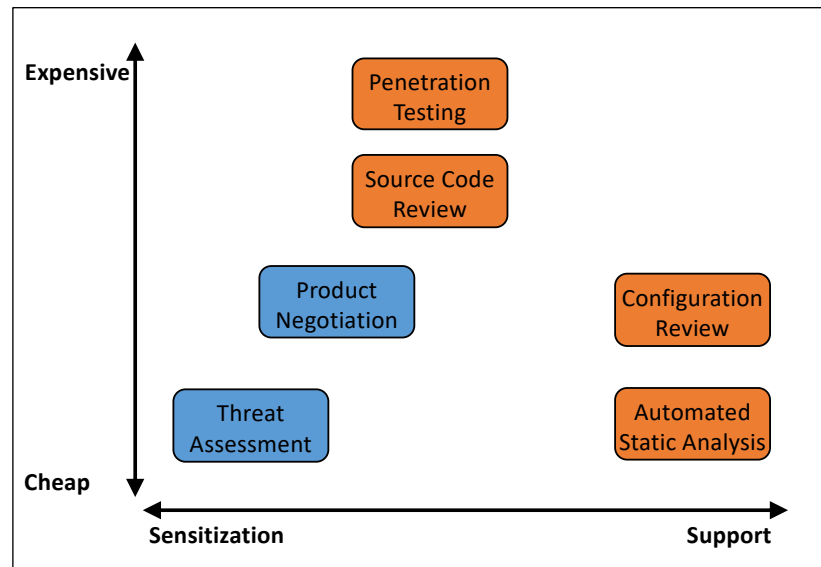 Expensive
Penetration
Testing
Source Code
Review
Product
Negotiation
Configuration
Review
Threat
Assessment
Automated
Static Analysis
Cheap
Sensitization
Support